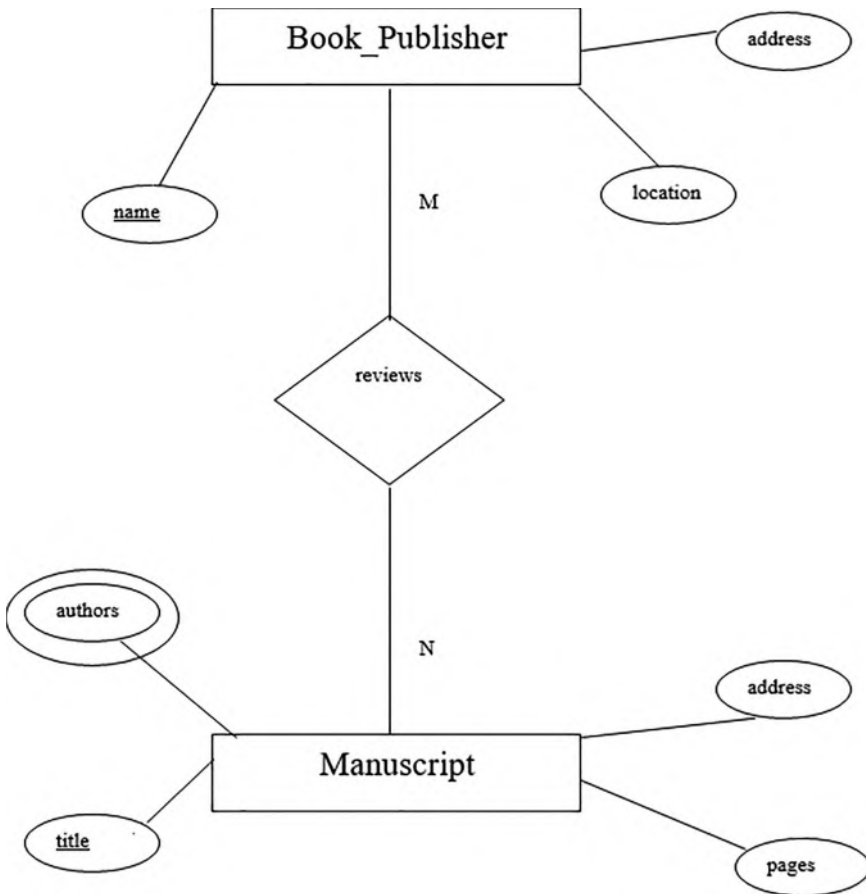 Book_Publisher
address
name
location
M
reviews
authors
N
address
Manuscript
title
pages